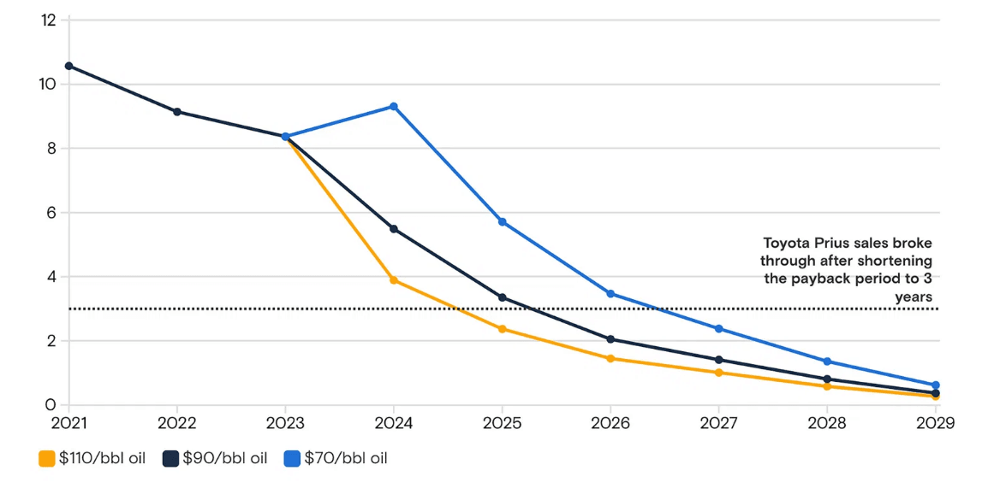 12
10
8
6
4
2
0
Toyota Prius sales broke
through after shortening
the payback period to 3
years
2021 2022 2023 2024 2025 2026 2027 2028 2029
$110/bbl oil $90/bbl oil $70/bbl oil